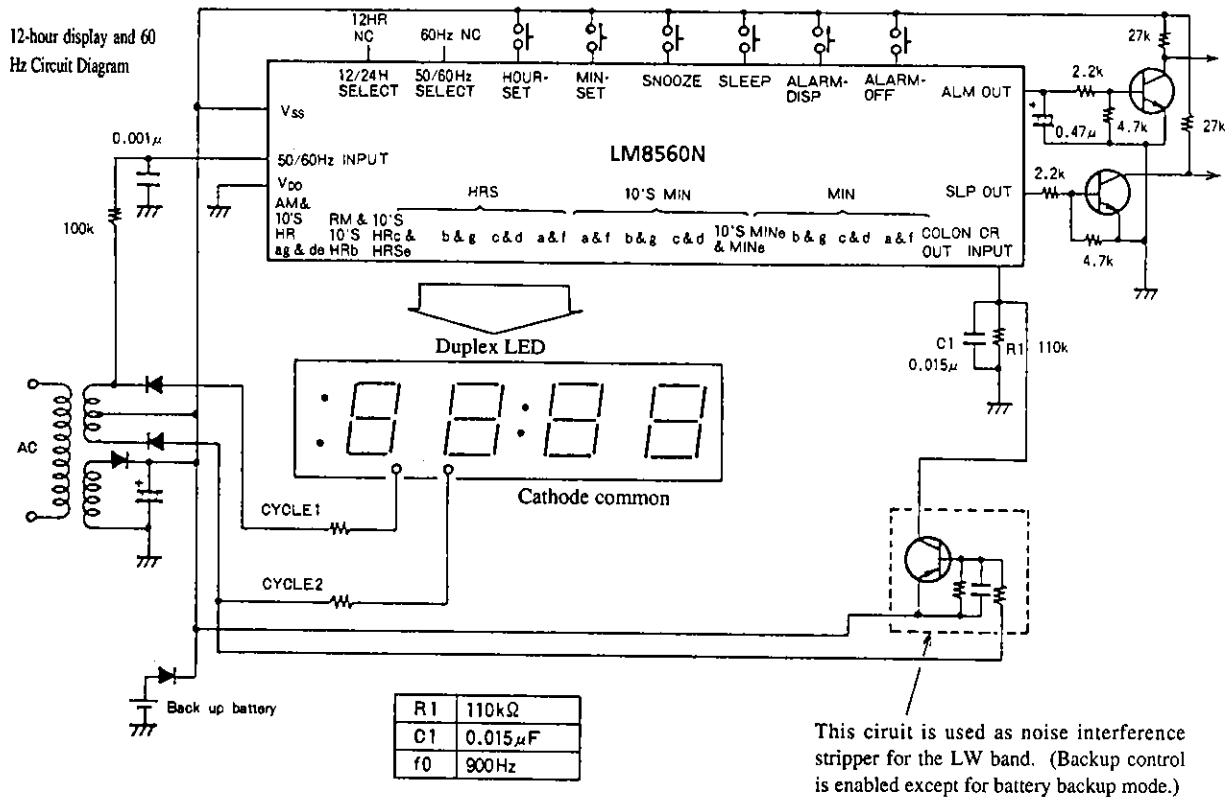 12-hour display and 60
Hz Circuit Diagram
12HR
NC
60Hz NC
12/24H
SELECT
50/60Hz
SELECT
HOUR-
SET
MIN-
SET
SNOOZE
SLEEP
ALARM-
DISP
ALARM-
OFF
ALM OUT
VSS
0.001μ
50/60Hz INPUT
VDD
LM8560N
SLP OUT
27k
2.2k
4.7k
0.47μ
27k
2.2k
4.7k
100k
AM &
10'S
HR
ag & de
RM &
10'S
HRb
10'S
HRc &
HRSe
HRS
b & g
c & d
a & f
10'S MIN
a & f
b & g
c & d
10'S MINe
& MINe
MIN
b & g
c & d
a & f
COLON
OUT
CR
INPUT
Duplex LED
C1
0.015μ
R1
110k
AC
+
Cathode common
CYCLE1
CYCLE2
Back up battery
R1 110kΩ
C1 0.015μF
f0 900Hz
This ciruit is used as noise interference
stripper for the LW band. (Backup control
is enabled except for battery backup mode.)